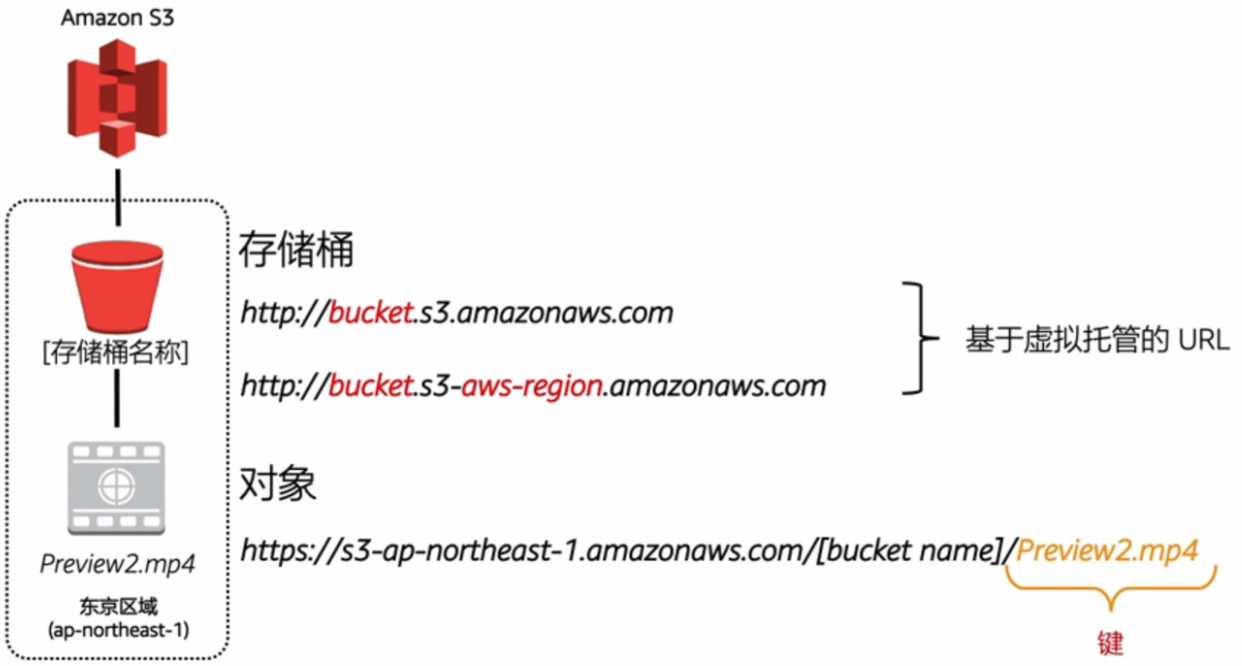 Amazon S3
存储桶
http://bucket.s3.amazonaws.com
[存储桶名称]
基于虚拟托管的 URL
http://bucket.s3-aws-region.amazonaws.com
对象
https://s3-ap-northeast-1.amazonaws.com/[bucket name]/Preview2.mp4
Preview2.mp4
东京区域
(ap-northeast-1)
键